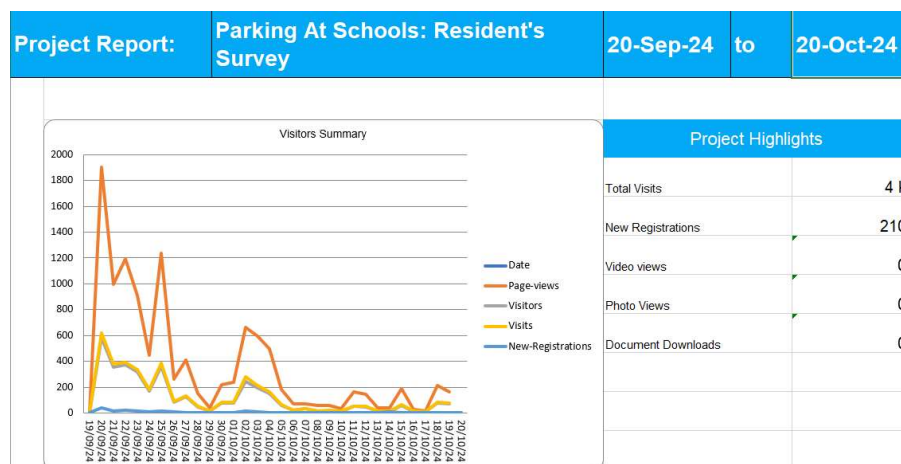 Project Report:
Parking At Schools: Resident's
Survey
20-Sep-24
to
20-Oct-24
Visitors Summary
2000
1800
1600
1400
1200
1000
800
600
400
200
0
19/09/24
20/09/24
21/09/24
22/09/24
23/09/24
24/09/24
25/09/24
26/09/24
27/09/24
28/09/24
29/09/24
30/09/24
01/10/24
02/10/24
03/10/24
04/10/24
05/10/24
06/10/24
07/10/24
08/10/24
09/10/24
10/10/24
11/10/24
12/10/24
13/10/24
14/10/24
15/10/24
16/10/24
17/10/24
18/10/24
19/10/24
20/10/24
Date
Page-views
Visitors
Visits
New-Registrations
Project Highlights
Total Visits
4
New Registrations
210
Video views
0
Photo Views
0
Document Downloads
0